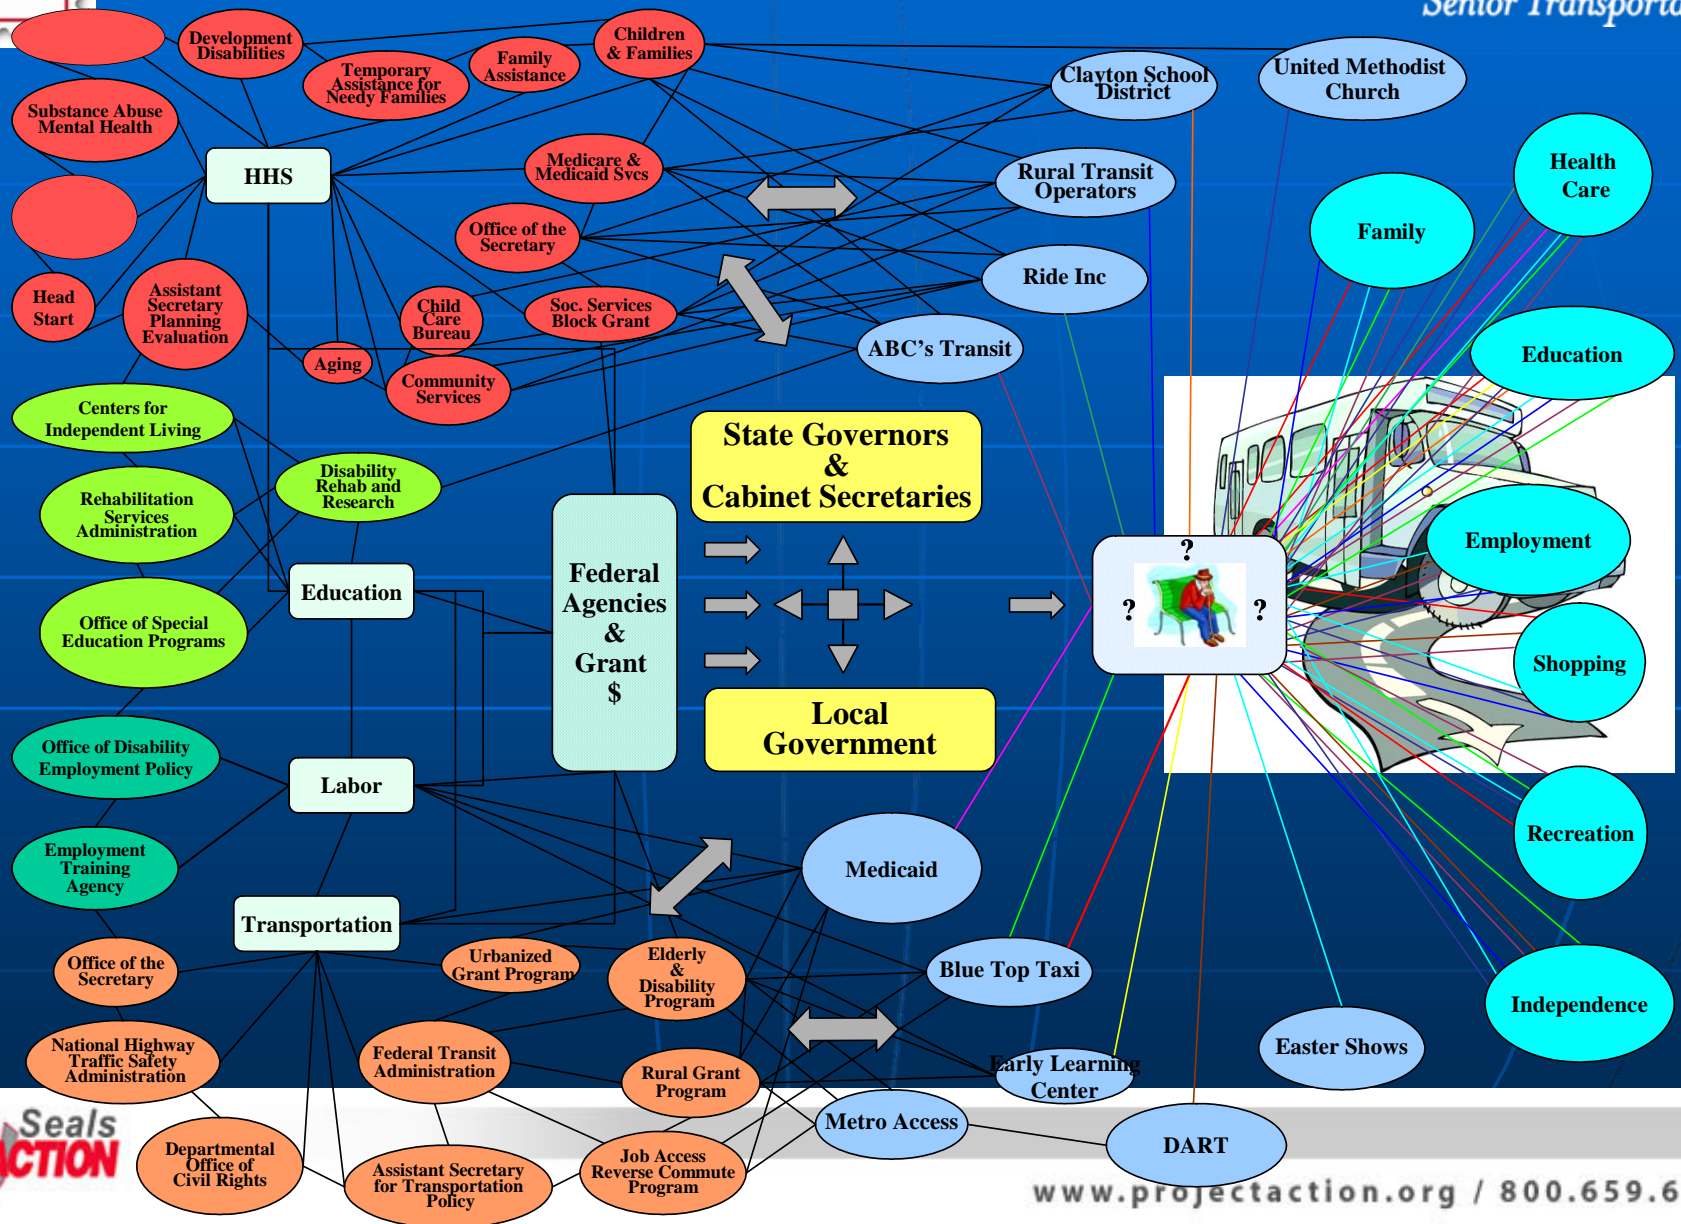 Senior
Development
Disabilities
Temporary
Assistance for
Needy Families
Family
Assistance
Children
& Families
Clayton School
District
United Methodist
Church
Substance Abuse
Mental Health
HHS
Medicare &
Medicaid Svcs
Rural Transit
Operators
Health
Care
Office of the
Secretary
Family
Ride Inc
Head
Start
Assistant
Secretary
Planning
Evaluation
Child
Care
Bureau
Soc. Services
Block Grant
Aging
Community
Services
ABC's Transit
Education
Centers for
Independent Living
Disability
Rehab and
Research
Rehabilitation
Services
Administration
State Governors
&
Cabinet Secretaries
Education
Federal
Agencies
&
Grant
$
?
?
?
Employment
Office of Special
Education Programs
Shopping
Local
Government
Office of Disability
Employment Policy
Labor
Employment
Training
Agency
Medicaid
Recreation
Transportation
Office of the
Secretary
Urbanized
Grant Program
Elderly
&
Disability
Program
Blue Top Taxi
Independence
National Highway
Traffic Safety
Administration
Federal Transit
Administration
Rural Grant
Program
Early Learning
Center
Easter Shows
Metro Access
DART
Seals
ACTION
Departmental
Office of
Civil Rights
Assistant Secretary
for Transportation
Policy
Job Access
Reverse Commute
Program
www.projectaction.org / 800.659.6